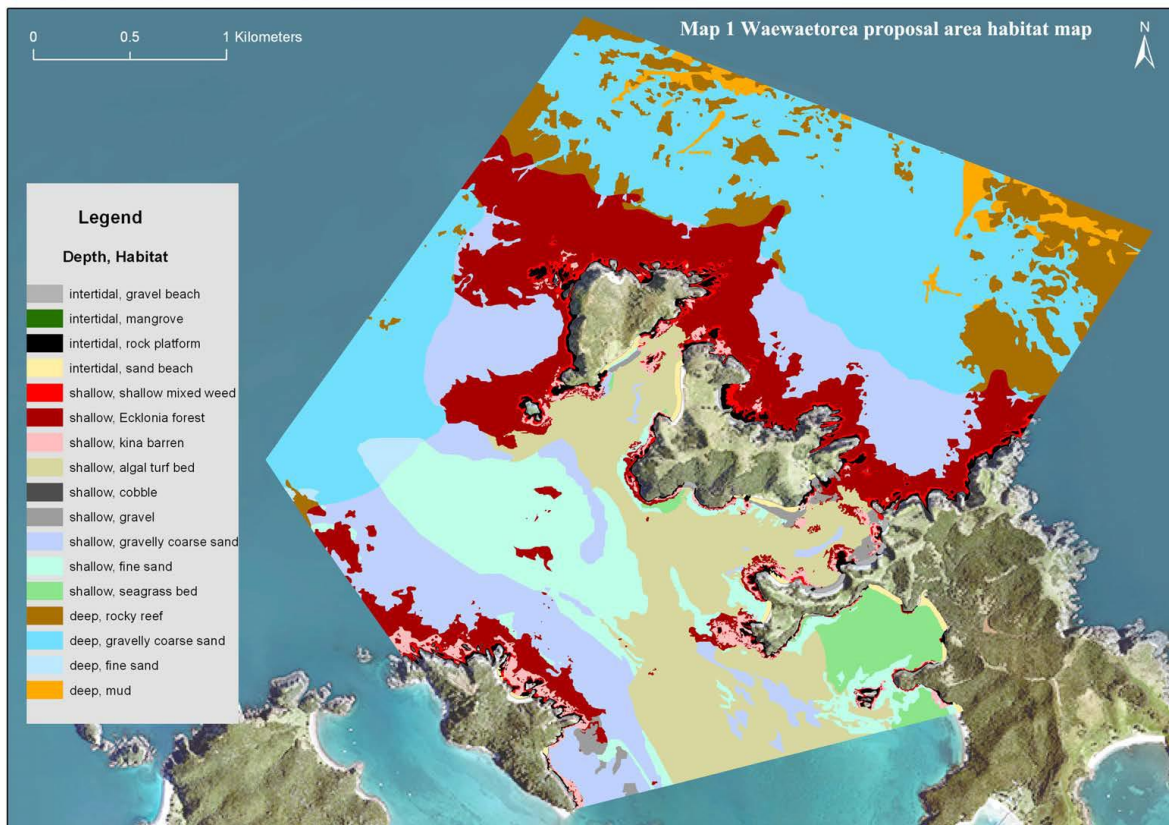 Map 1 Waewaetorea proposal area habitat map
N
0 0.5 1 Kilometers
Legend
Depth, Habitat
intertidal, gravel beach
intertidal, mangrove
intertidal, rock platform
intertidal, sand beach
shallow, shallow mixed weed
shallow, Ecklonia forest
shallow, kina barren
shallow, algal turf bed
shallow, cobble
shallow, gravel
shallow, gravelly coarse sand
shallow, fine sand
shallow, seagrass bed
deep, rocky reef
deep, gravelly coarse sand
deep, fine sand
deep, mud